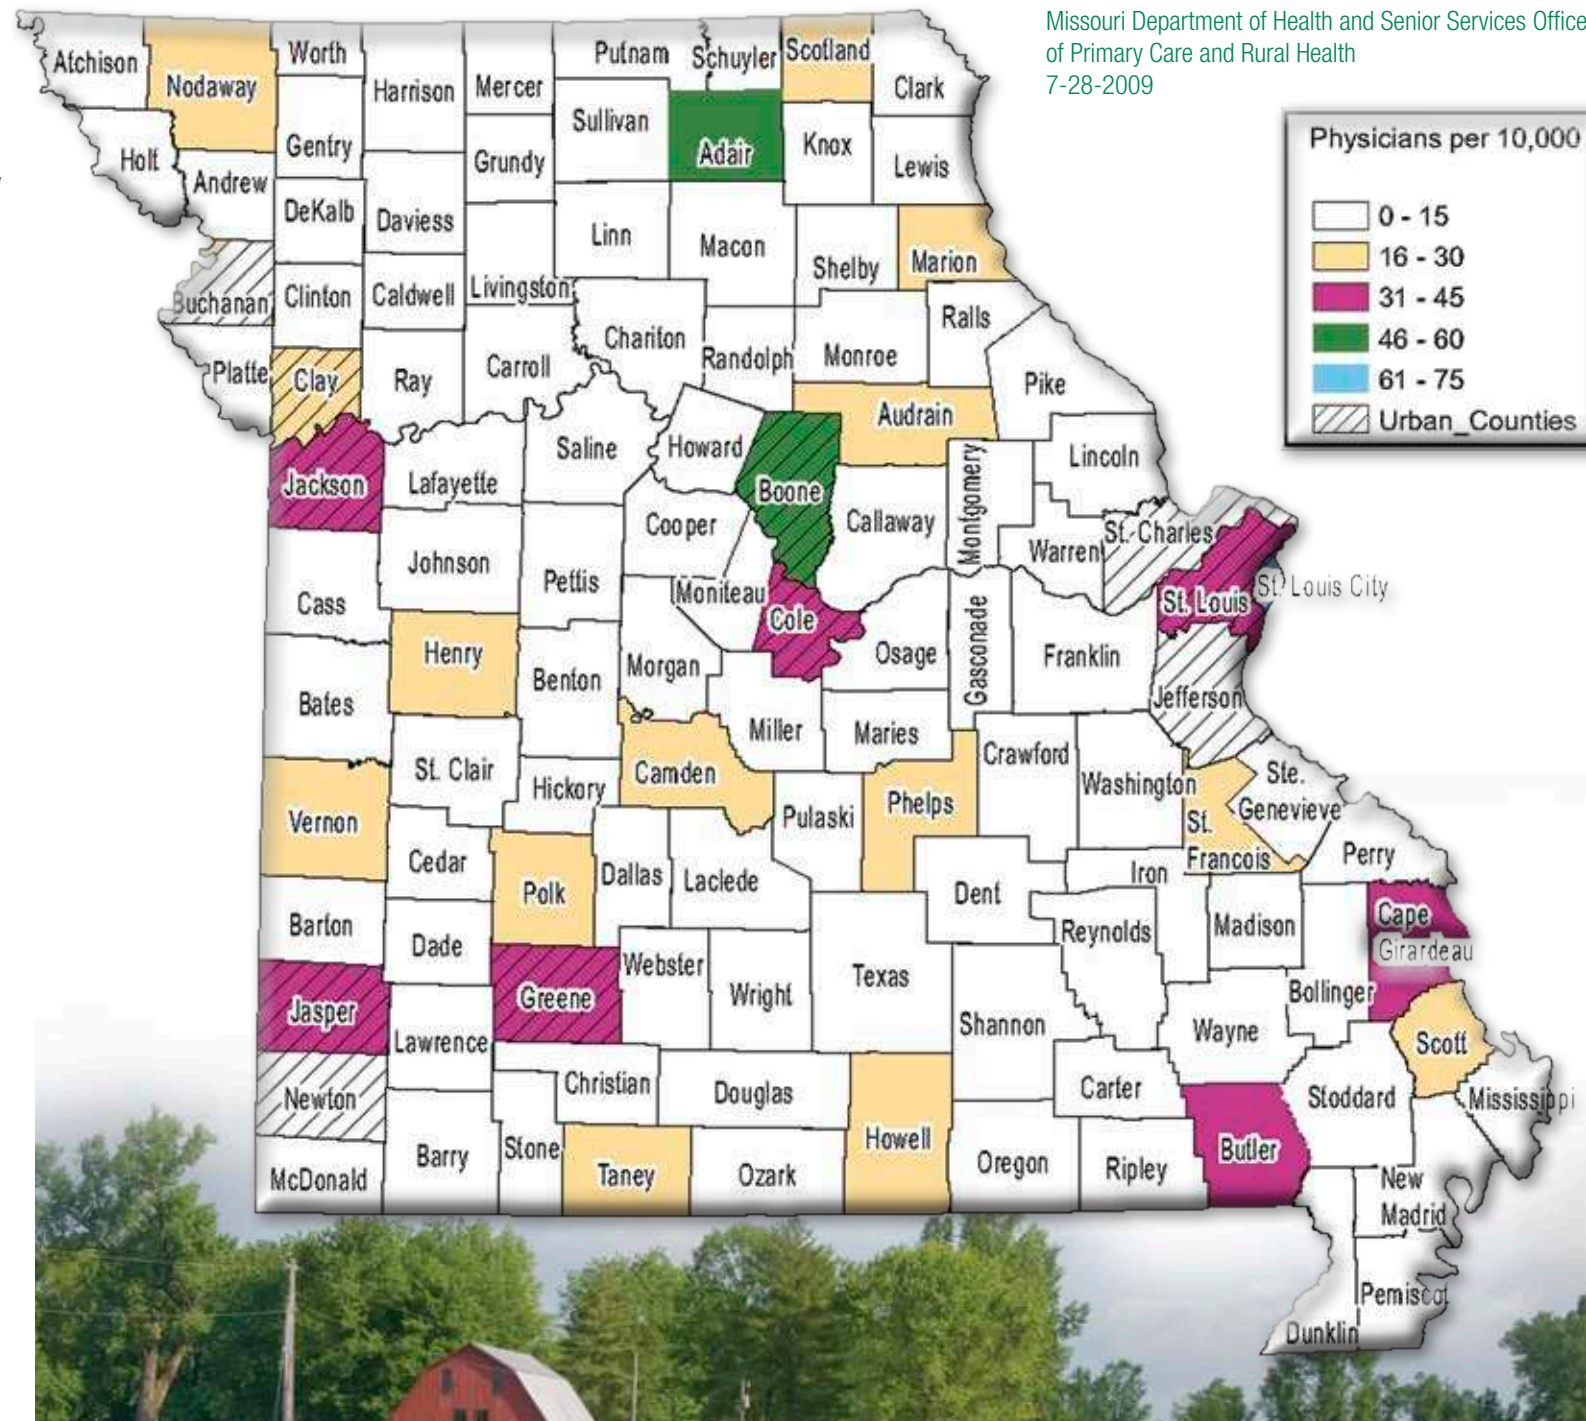 Missouri Department of Health and Senior Services Office
of Primary Care and Rural Health
7-28-2009
Physicians per 10,000
0 - 15
16 - 30
31 - 45
46 - 60
61 - 75
Urban_Counties
Atchison
Nodaway
Worth
Harrison
Mercer
Putnam
Schuyler
Scotland
Clark
Holt
Andrew
Gentry
Grundy
Sullivan
Adair
Knox
Lewis
DeKalb
Daviess
Linn
Macon
Shelby
Marion
Buchanan
Clinton
Caldwell
Livingston
Chariton
Randolph
Monroe
Ralls
Platte
Clay
Ray
Carroll
Audrain
Pike
Jackson
Lafayette
Saline
Howard
Boone
Callaway
Montgomery
Lincoln
Cooper
Warren
St. Charles
Johnson
Pettis
Moniteau
Cole
St. Louis
St. Louis City
Cass
Henry
Benton
Morgan
Osage
Gasconade
Franklin
Jefferson
Bates
Miller
Maries
Crawford
Washington
St. Clair
Hickory
Camden
Pulaski
Phelps
Ste.
Genevieve
St.
Francois
Vernon
Cedar
Polk
Dallas
Laclede
Dent
Iron
Perry
Barton
Dade
Webster
Wright
Texas
Reynolds
Madison
Cape
Girardeau
Bollinger
Jasper
Lawrence
Greene
Shannon
Wayne
Scott
Newton
Christian
Douglas
Carter
Stoddard
Mississippi
McDonald
Barry
Stone
Taney
Ozark
Howell
Oregon
Ripley
Butler
New
Madrid
Pemiscot
Dunklin